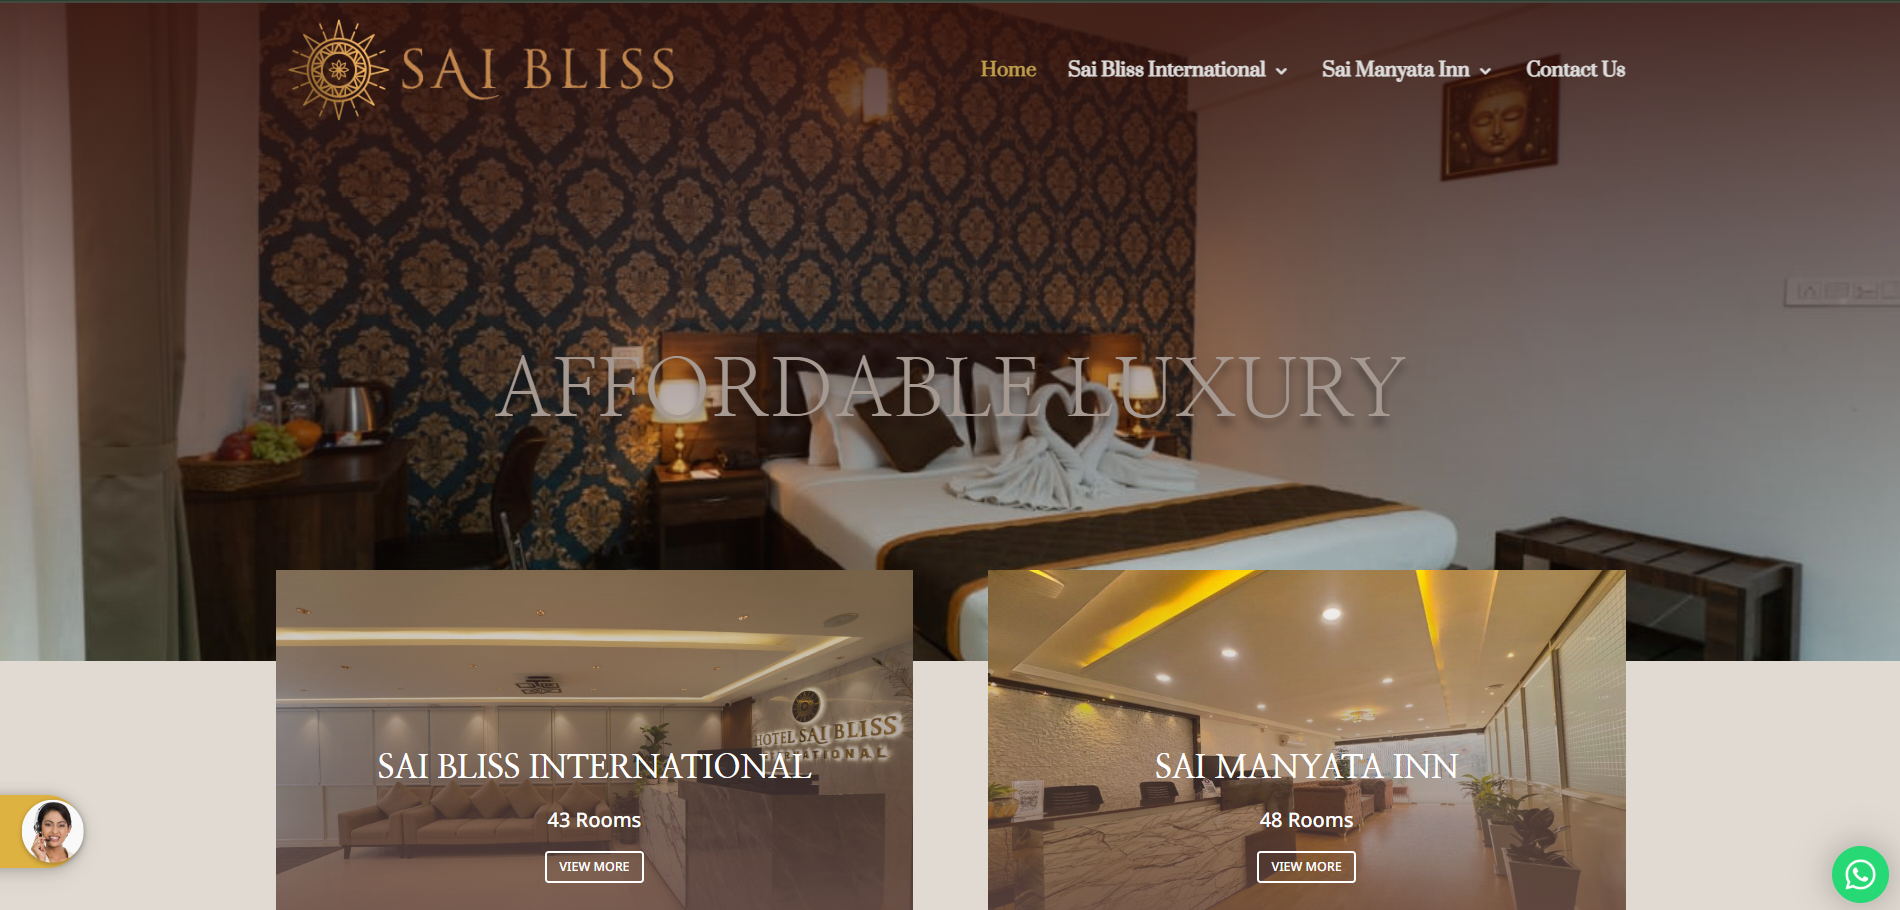 SAI BLISS
Home
Sai Bliss International
Sai Manyata Inn
Contact Us
AFFORDABLE LUXURY
HOTEL SAI BLISS
INTERNATIONAL
SAI BLISS INTERNATIONAL
43 Rooms
VIEW MORE
SAI MANYATA INN
48 Rooms
VIEW MORE